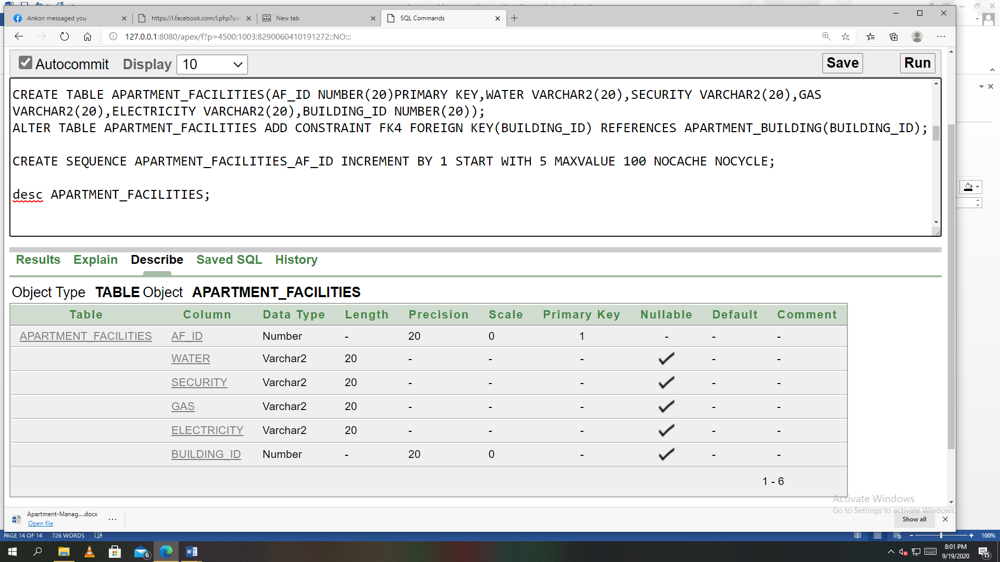 Ankon messaged you
https://l.facebook.com/l.php?u=
New tab
SQL Commands
127.0.0.1:8080/apex/f?p=4500:1003:8290060410191272::NO:::
Autocommit Display 10 Save Run
CREATE TABLE APARTMENT_FACILITIES(AF_ID NUMBER(20)PRIMARY KEY,WATER VARCHAR2(20),SECURITY VARCHAR2(20),GAS
VARCHAR2(20),ELECTRICITY VARCHAR2(20),BUILDING_ID NUMBER(20));
ALTER TABLE APARTMENT_FACILITIES ADD CONSTRAINT FK4 FOREIGN KEY(BUILDING_ID) REFERENCES APARTMENT_BUILDING(BUILDING_ID);
CREATE SEQUENCE APARTMENT_FACILITIES_AF_ID INCREMENT BY 1 START WITH 5 MAXVALUE 100 NOCACHE NOCYCLE;
desc APARTMENT_FACILITIES;
Results Explain Describe Saved SQL History
Object Type TABLE Object APARTMENT_FACILITIES
Table Column Data Type Length Precision Scale Primary Key Nullable Default Comment
APARTMENT_FACILITIES AF_ID Number - 20 0 1 - - -
WATER Varchar2 20 - - - ✓ - -
SECURITY Varchar2 20 - - - ✓ - -
GAS Varchar2 20 - - - ✓ - -
ELECTRICITY Varchar2 20 - - - ✓ - -
BUILDING_ID Number - 20 0 - ✓ - -
1 - 6
Activate Windows
Go to Settings to activate Windows.
Apartment-Manag....docx
Open file
Show all
PAGE 14 OF 14 726 WORDS
100%
6
8:01 PM
9/19/2020
15